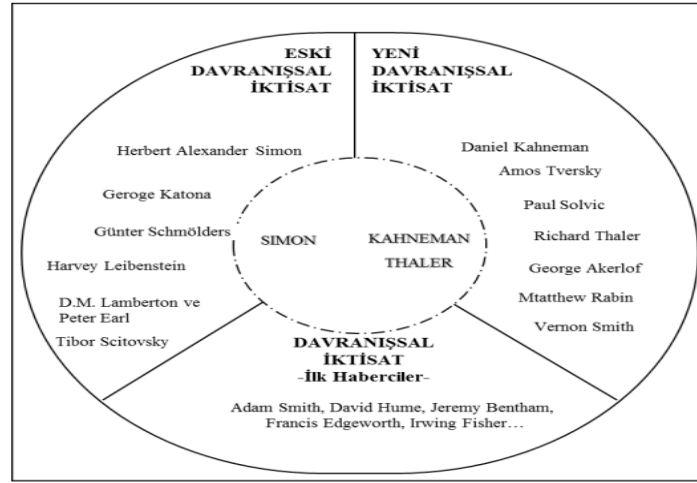 ESKİ
DAVRANIŞSAL
İKTİSAT
Herbert Alexander Simon
Geroge Katona
Günter Schmölders
Harvey Leibenstein
D.M. Lamberton ve
Peter Earl
Tibor Scitovsky
YENİ
DAVRANIŞSAL
İKTİSAT
Daniel Kahneman
Amos Tversky
Paul Solvic
Richard Thaler
George Akerlof
Mtatthew Rabin
Vernon Smith
SIMON
KAHNEMAN
THALER
DAVRANIŞSAL
İKTİSAT
-İlk Haberciler-
Adam Smith, David Hume, Jeremy Bentham,
Francis Edgeworth, Irwing Fisher…